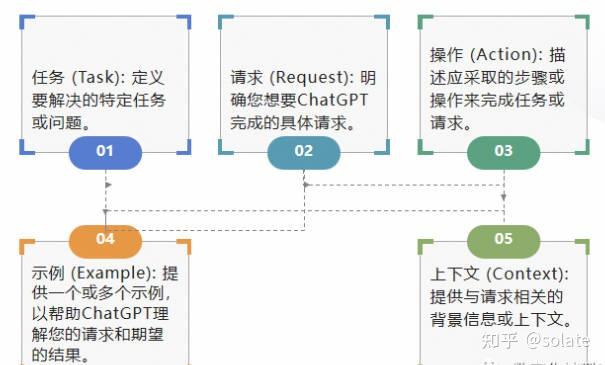 任务 (Task): 定义
要解决的特定任务
或问题。
01
请求 (Request): 明
确您想要ChatGPT
完成的具体请求。
02
操作 (Action): 描
述应采取的步骤或
操作来完成任务或
请求。
03
04
示例 (Example): 提
供一个或多个示例，
以帮助ChatGPT理
解您的请求和期望
的结果。
05
上下文 (Context):
提供与请求相关的
背景信息或上下文。
知乎 @solate